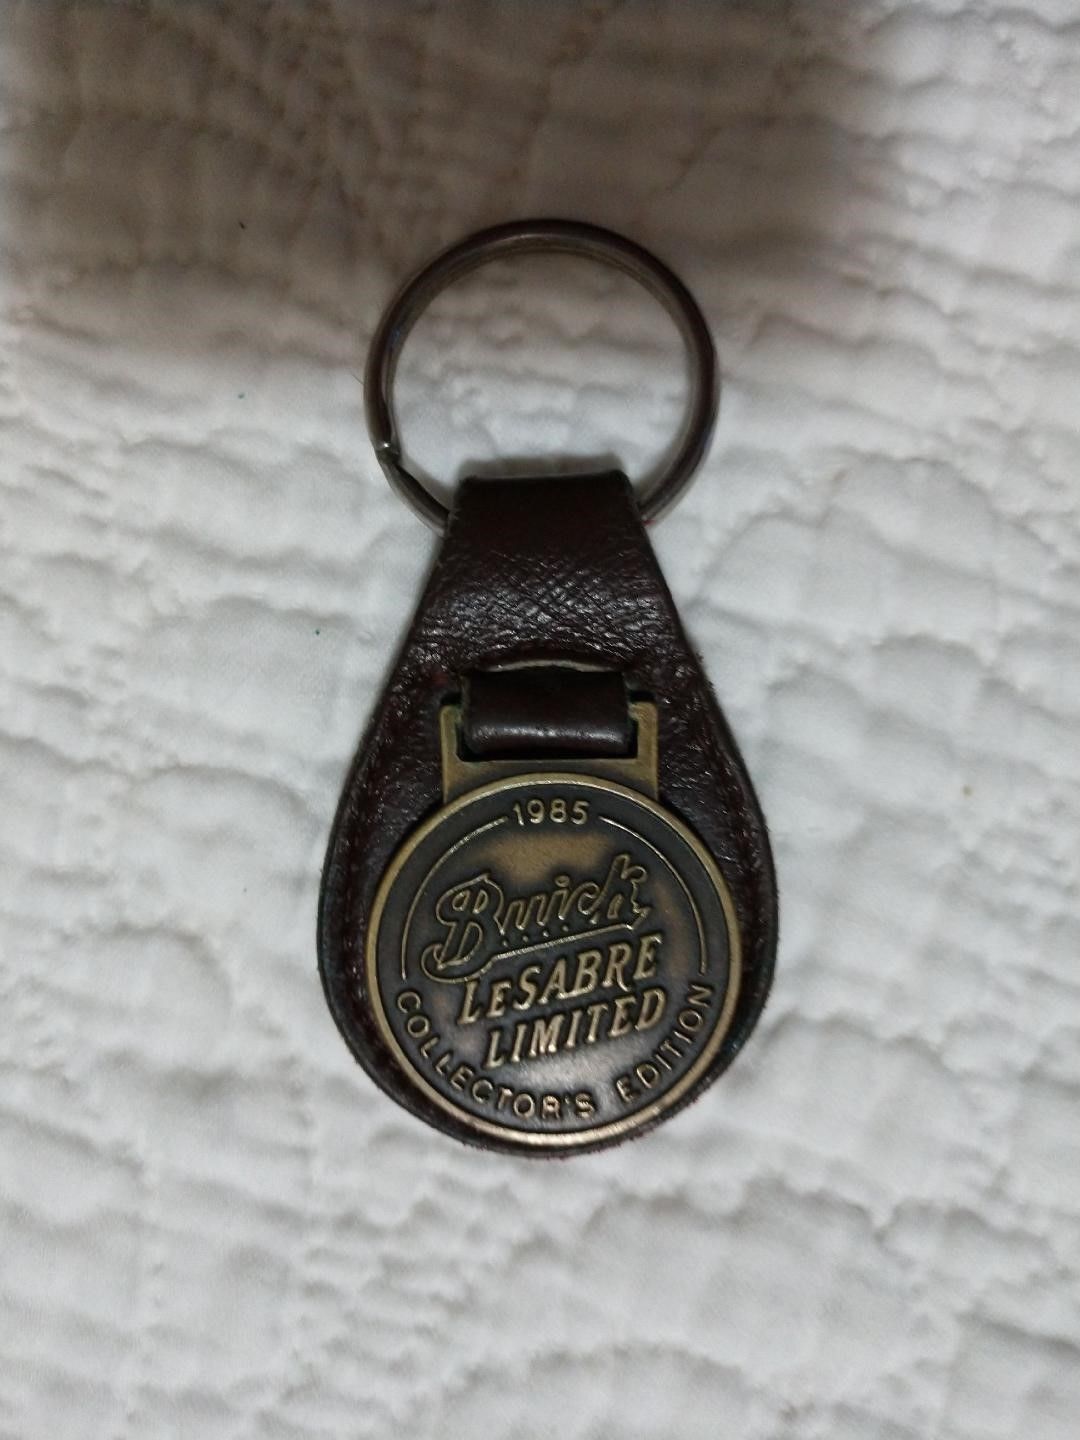 1985
Buick
LeSABRE
LIMITED
COLLECTOR'S EDITION